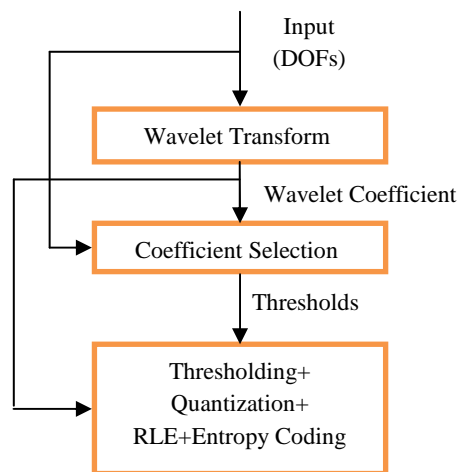 Input
(DOFs)
Wavelet Transform
Wavelet Coefficient
Coefficient Selection
Thresholds
Thresholding+
Quantization+
RLE+Entropy Coding